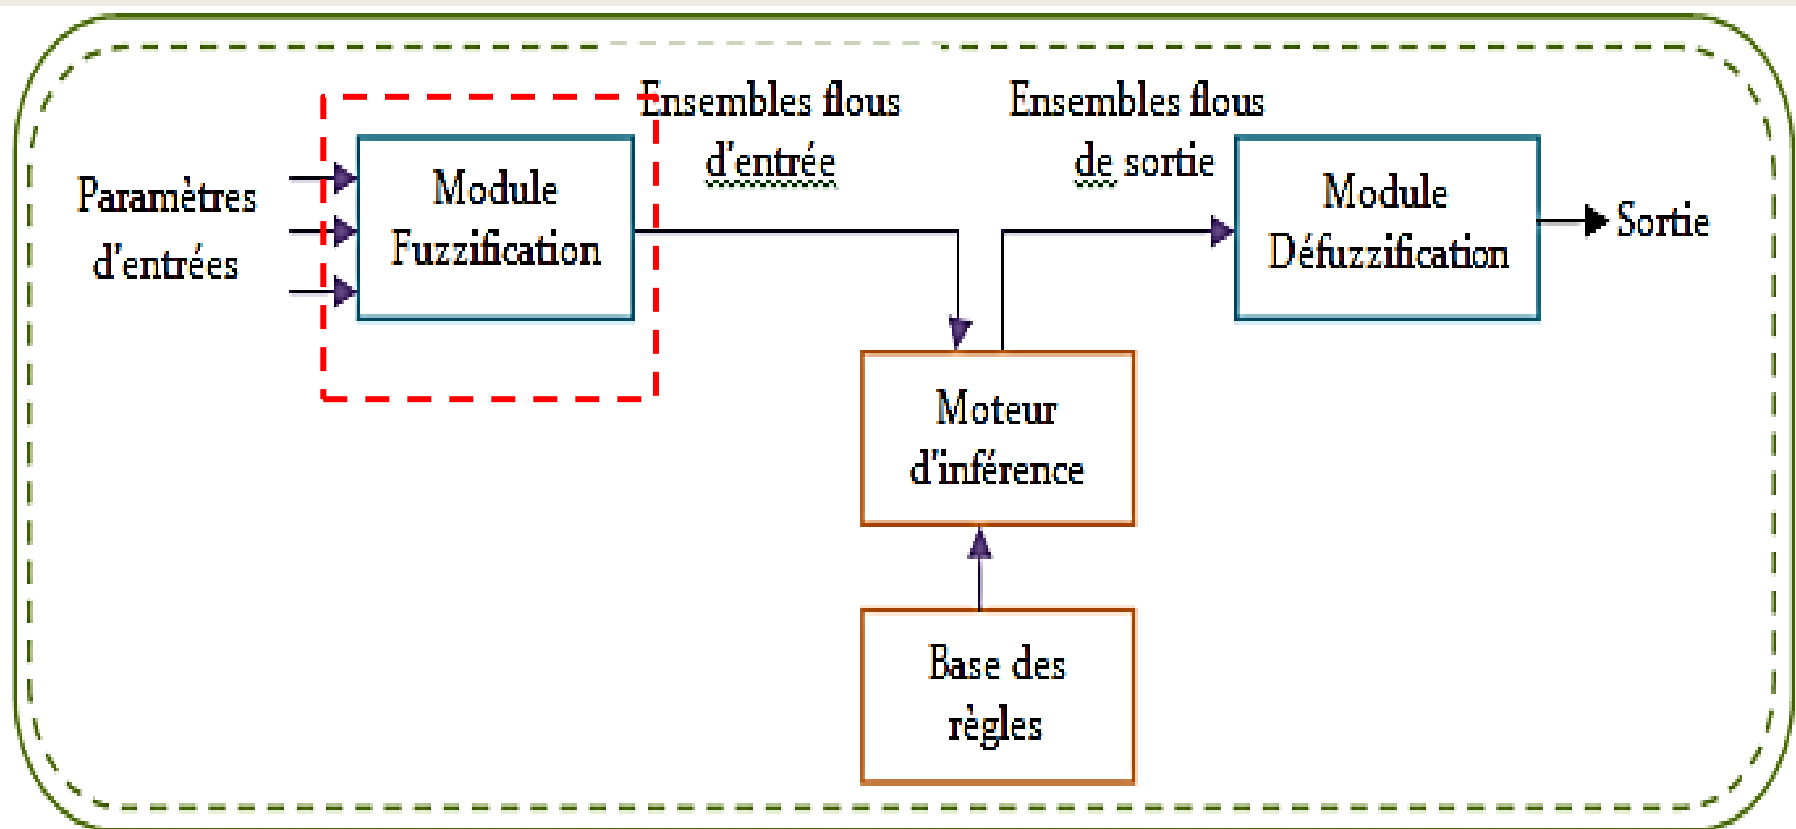 Paramètres
d'entrées
Module
Fuzzification
Ensembles flous
d'entrée
Ensembles flous
de sortie
Module
Défuzzification
Sortie
Moteur
d'inférence
Base des
règles